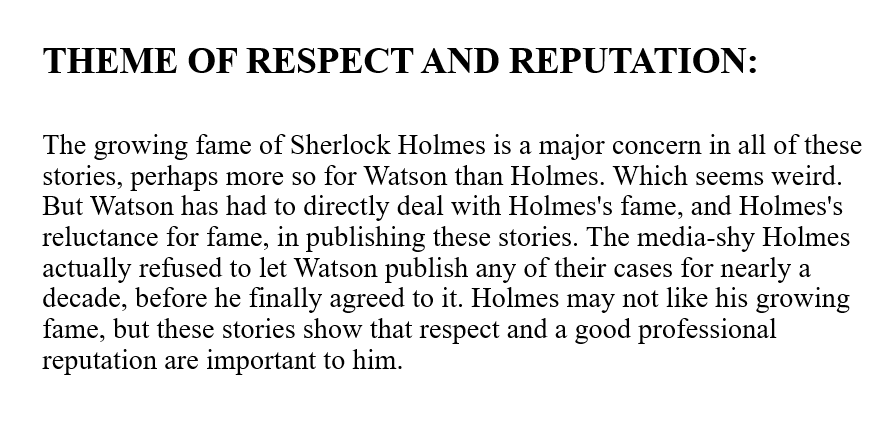 THEME OF RESPECT AND REPUTATION:
The growing fame of Sherlock Holmes is a major concern in all of these
stories, perhaps more so for Watson than Holmes. Which seems weird.
But Watson has had to directly deal with Holmes's fame, and Holmes's
reluctance for fame, in publishing these stories. The media-shy Holmes
actually refused to let Watson publish any of their cases for nearly a
decade, before he finally agreed to it. Holmes may not like his growing
fame, but these stories show that respect and a good professional
reputation are important to him.